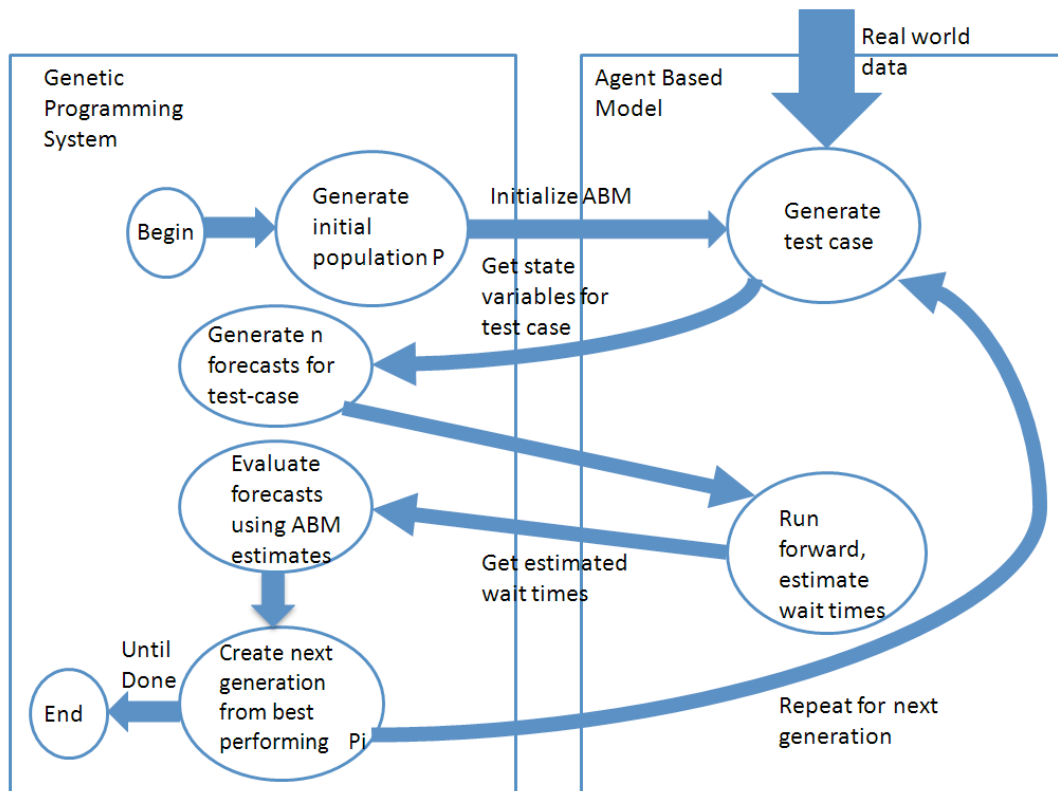 Genetic
Programming
System
Agent Based
Model
Real world
data
Begin
Generate
initial
population P
Initialize ABM
Generate
test case
Get state
variables for
test case
Generate n
forecasts for
test-case
Evaluate
forecasts
using ABM
estimates
Run
forward,
estimate
wait times
Get estimated
wait times
Until
Done
End
Create next
generation
from best
performing Pi
Repeat for next
generation